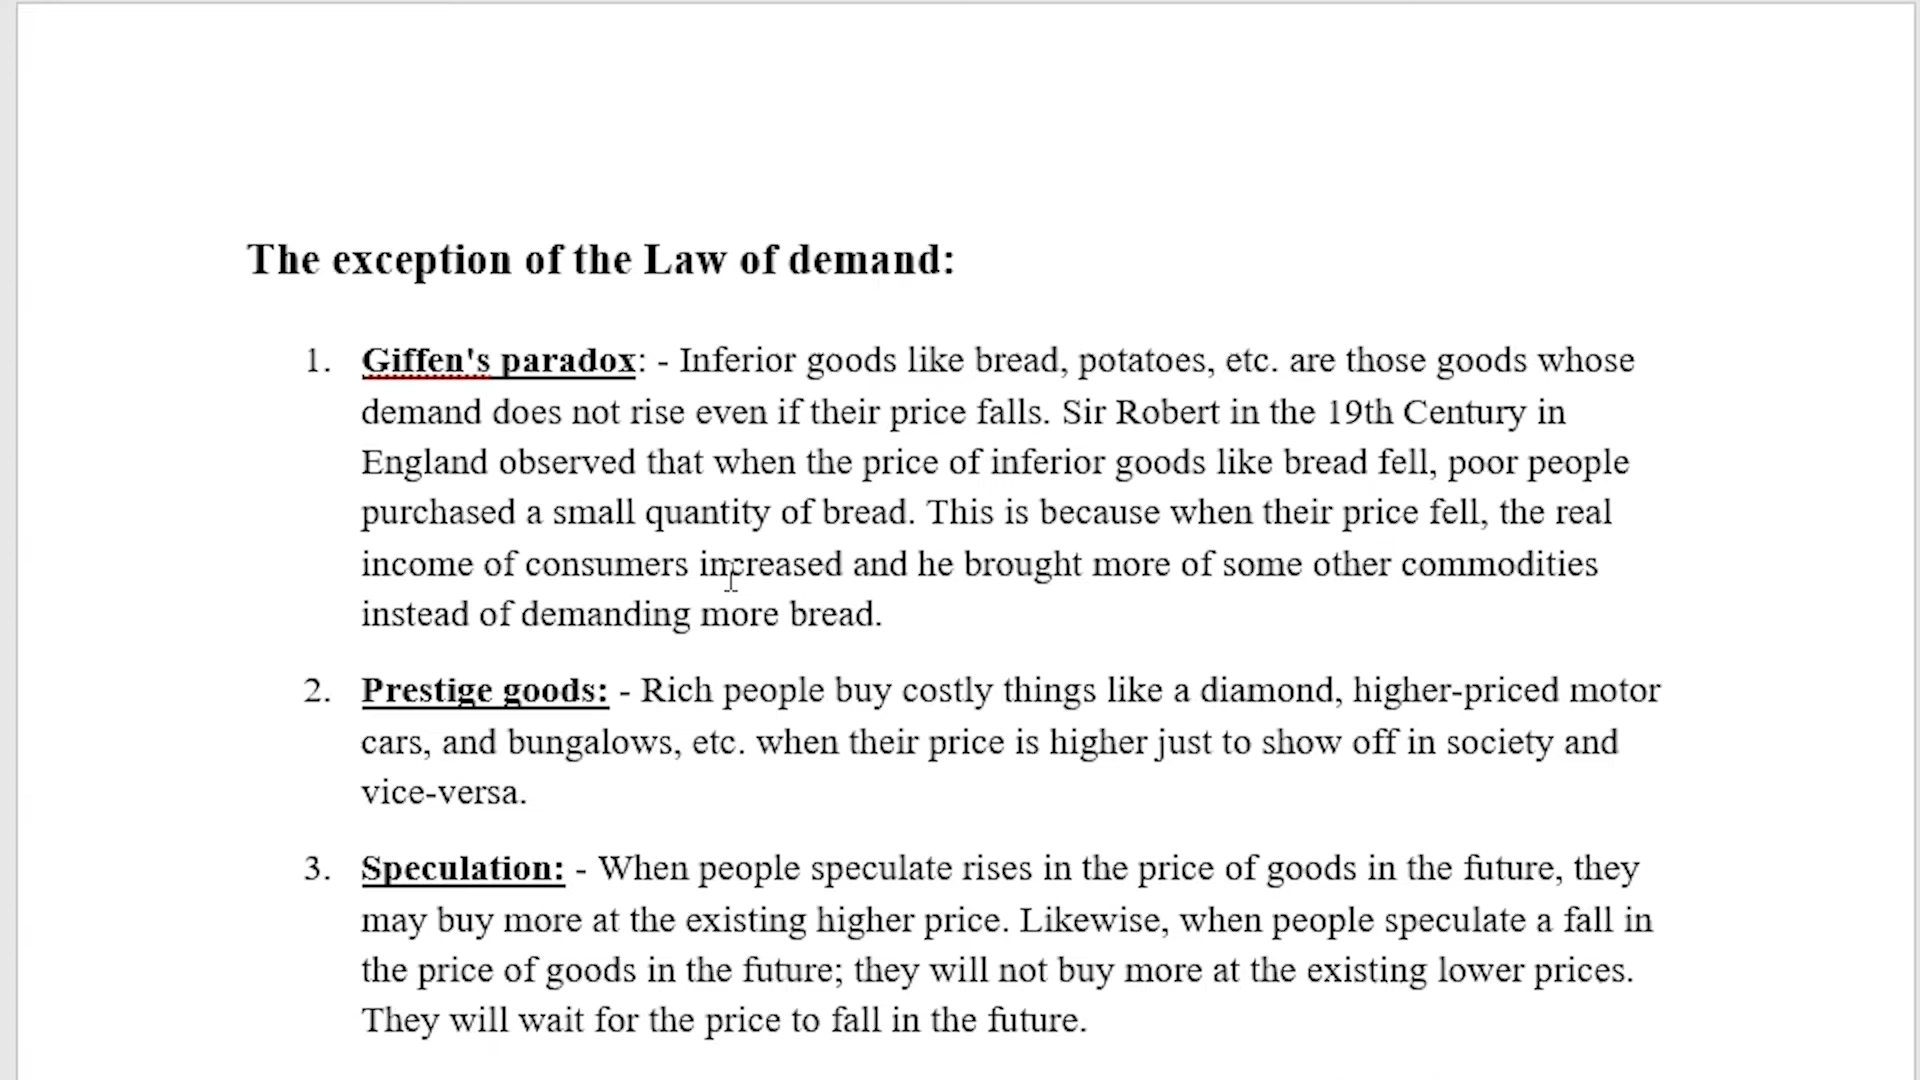 The exception of the Law of demand:
1. Giffen's paradox: - Inferior goods like bread, potatoes, etc. are those goods whose
demand does not rise even if their price falls. Sir Robert in the 19th Century in
England observed that when the price of inferior goods like bread fell, poor people
purchased a small quantity of bread. This is because when their price fell, the real
income of consumers increased and he brought more of some other commodities
instead of demanding more bread.
2. Prestige goods: - Rich people buy costly things like a diamond, higher-priced motor
cars, and bungalows, etc. when their price is higher just to show off in society and
vice-versa.
3. Speculation: - When people speculate rises in the price of goods in the future, they
may buy more at the existing higher price. Likewise, when people speculate a fall in
the price of goods in the future; they will not buy more at the existing lower prices.
They will wait for the price to fall in the future.